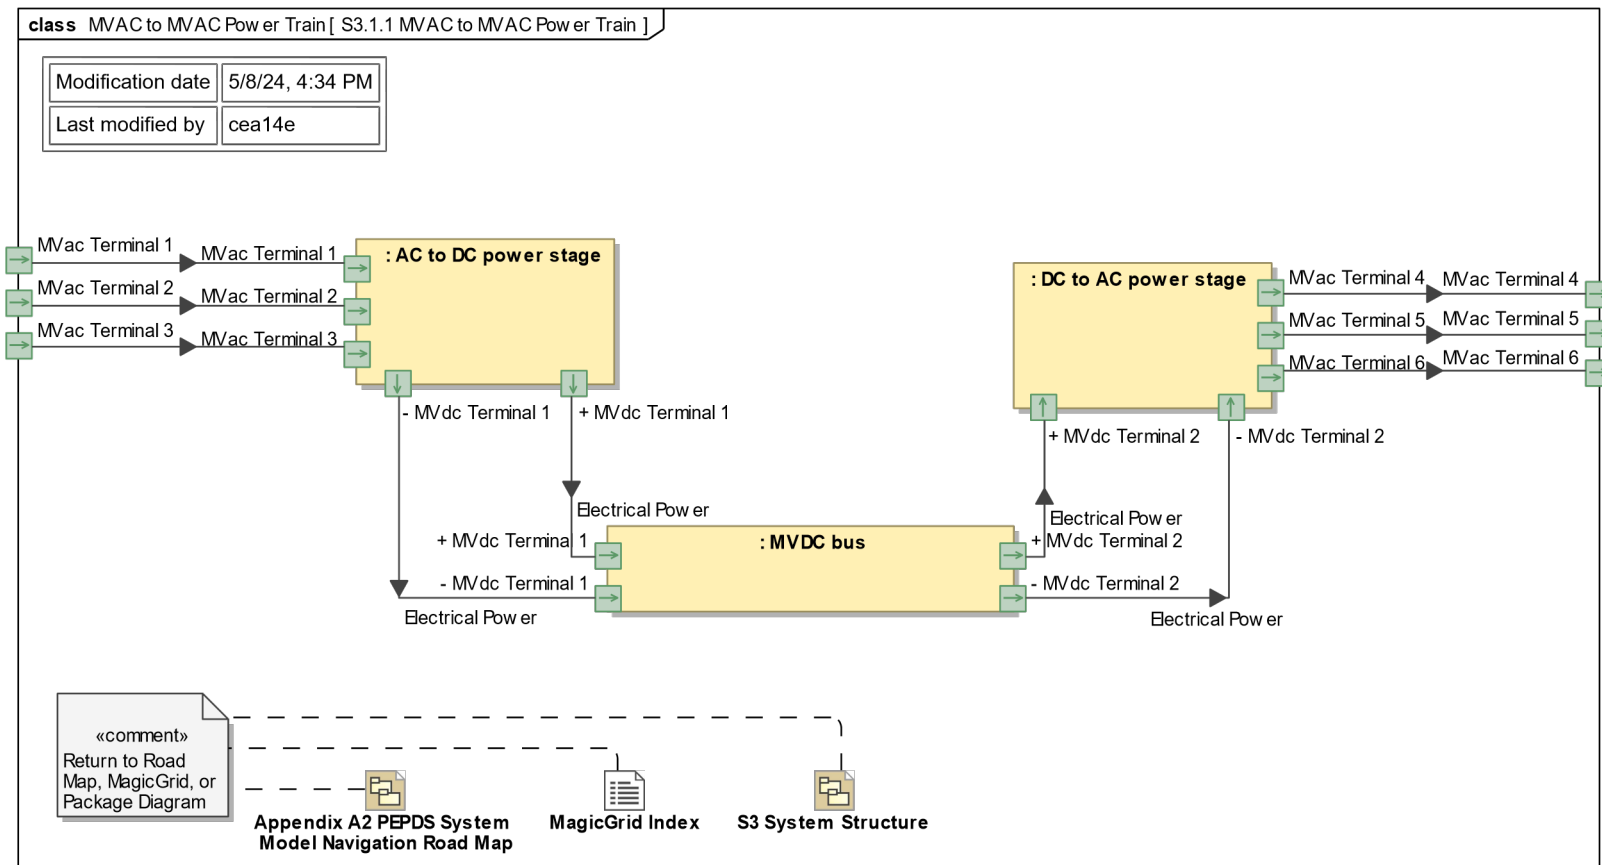 class MVAC to MVAC Power Train [ S3.1.1 MVAC to MVAC Power Train ]
Modification date 5/8/24, 4:34 PM
Last modified by cea14e
MVac Terminal 1
MVac Terminal 1
MVac Terminal 2
MVac Terminal 2
MVac Terminal 3
MVac Terminal 3
: AC to DC power stage
- MVdc Terminal 1
+ MVdc Terminal 1
: DC to AC power stage
MVac Terminal 4
MVac Terminal 4
MVac Terminal 5
MVac Terminal 5
MVac Terminal 6
MVac Terminal 6
+ MVdc Terminal 2
- MVdc Terminal 2
Electrical Power
Electrical Power
+ MVdc Terminal 1
: MVDC bus
+ MVdc Terminal 2
- MVdc Terminal 1
- MVdc Terminal 2
Electrical Power
Electrical Power
«comment»
Return to Road
Map, MagicGrid, or
Package Diagram
Appendix A2 PEPDS System
Model Navigation Road Map
MagicGrid Index
S3 System Structure